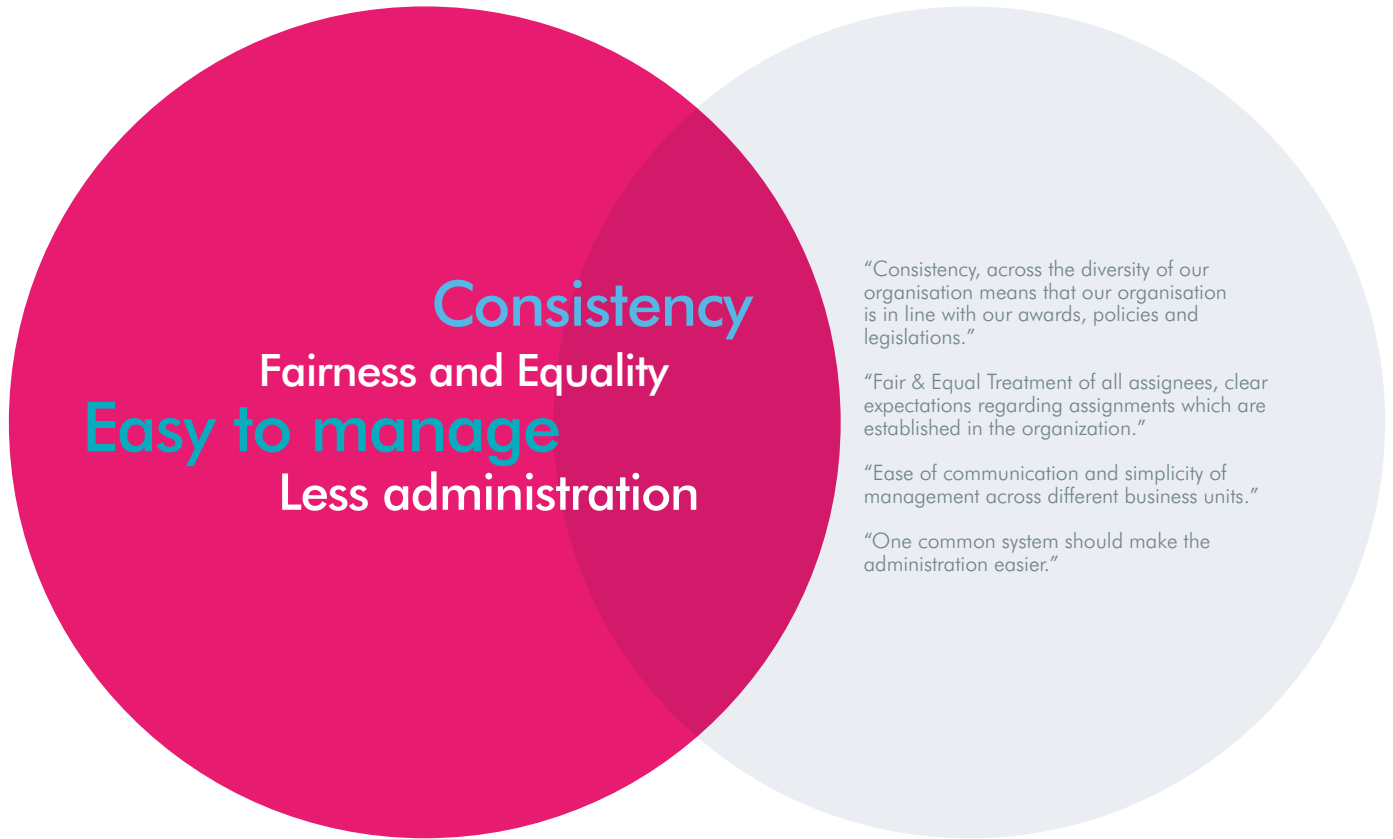 Consistency
Fairness and Equality
Easy to manage
Less administration
“Consistency, across the diversity of our
organisation means that our organisation
is in line with our awards, policies and
legislations.”
“Fair & Equal Treatment of all assignees, clear
expectations regarding assignments which are
established in the organization.”
“Ease of communication and simplicity of
management across different business units.”
“One common system should make the
administration easier.”